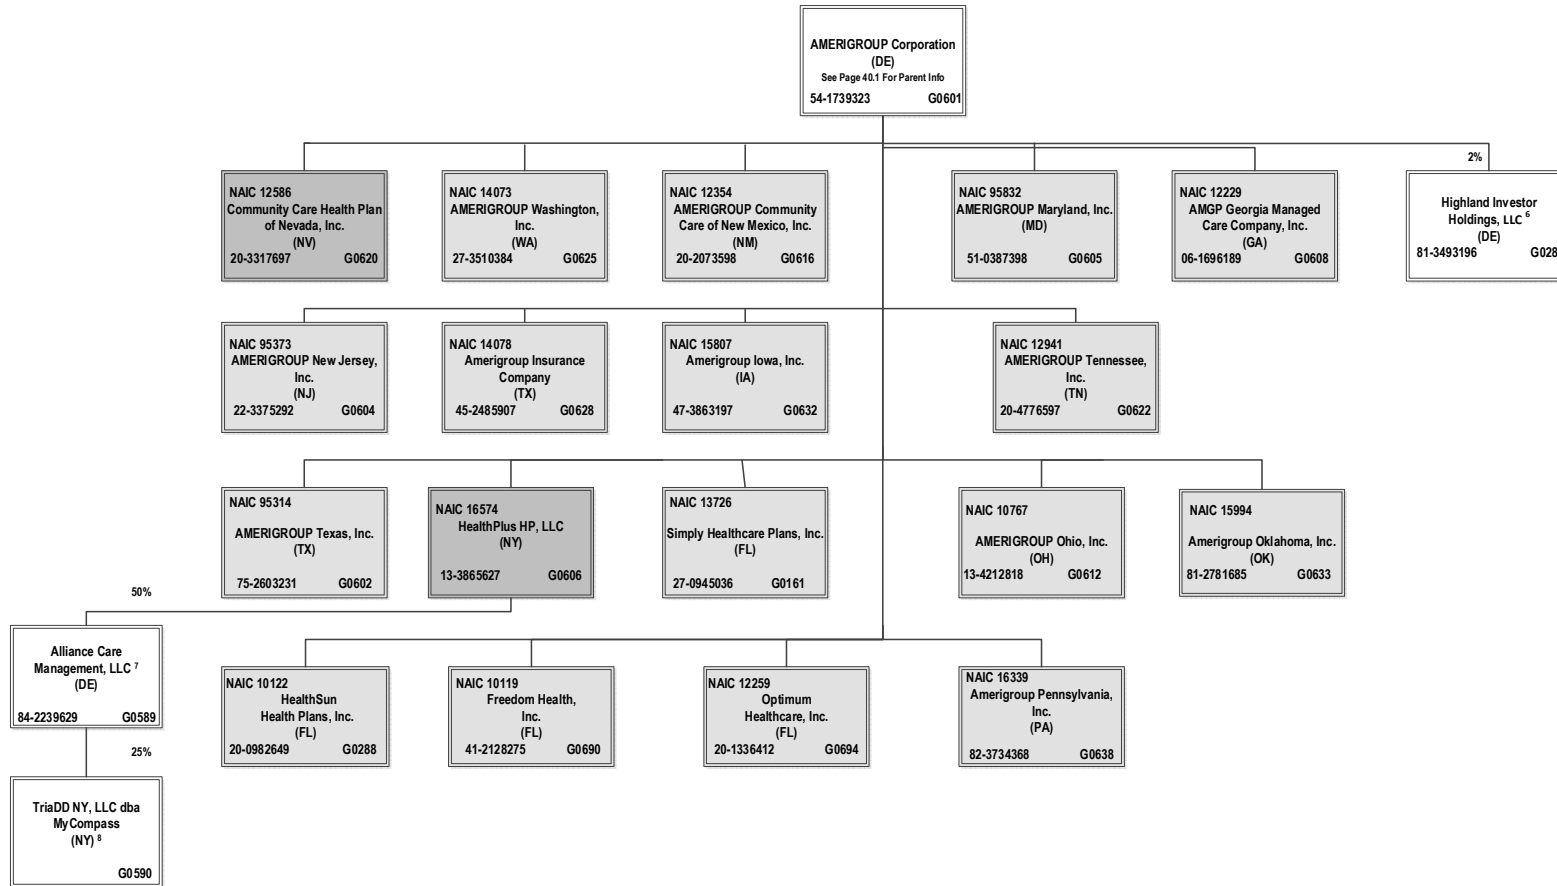 AMERIGROUP Corporation
(DE)
See Page 40.1 For Parent Info
54-1739323 G0601
2%
NAIC 12586
Community Care Health Plan
of Nevada, Inc.
(NV)
20-3317697 G0620
NAIC 14073
AMERIGROUP Washington,
Inc.
(WA)
27-3510384 G0625
NAIC 12354
AMERIGROUP Community
Care of New Mexico, Inc.
(NM)
20-2073598 G0616
NAIC 95832
AMERIGROUP Maryland, Inc.
(MD)
51-0387398 G0605
NAIC 12229
AMGP Georgia Managed
Care Company, Inc.
(GA)
06-1696189 G0608
Highland Investor
Holdings, LLC 6
(DE)
81-3493196 G028
NAIC 95373
AMERIGROUP New Jersey,
Inc.
(NJ)
22-3375292 G0604
NAIC 14078
Amerigroup Insurance
Company
(TX)
45-2485907 G0628
NAIC 15807
Amerigroup Iowa, Inc.
(IA)
47-3863197 G0632
NAIC 12941
AMERIGROUP Tennessee,
Inc.
(TN)
20-4776597 G0622
NAIC 95314
AMERIGROUP Texas, Inc.
(TX)
75-2603231 G0602
NAIC 16574
HealthPlus HP, LLC
(NY)
13-3865627 G0606
NAIC 13726
Simply Healthcare Plans, Inc.
(FL)
27-0945036 G0161
NAIC 10767
AMERIGROUP Ohio, Inc.
(OH)
13-4212818 G0612
NAIC 15994
Amerigroup Oklahoma, Inc.
(OK)
81-2781685 G0633
50%
Alliance Care
Management, LLC 7
(DE)
84-2239629 G0589
NAIC 10122
HealthSun
Health Plans, Inc.
(FL)
20-0982649 G0288
NAIC 10119
Freedom Health,
Inc.
(FL)
41-2128275 G0690
NAIC 12259
Optimum
Healthcare, Inc.
(FL)
20-1336412 G0694
NAIC 16339
Amerigroup Pennsylvania,
Inc.
(PA)
82-3734368 G0638
25%
TriaDD NY, LLC dba
MyCompass
(NY) 8
G0590